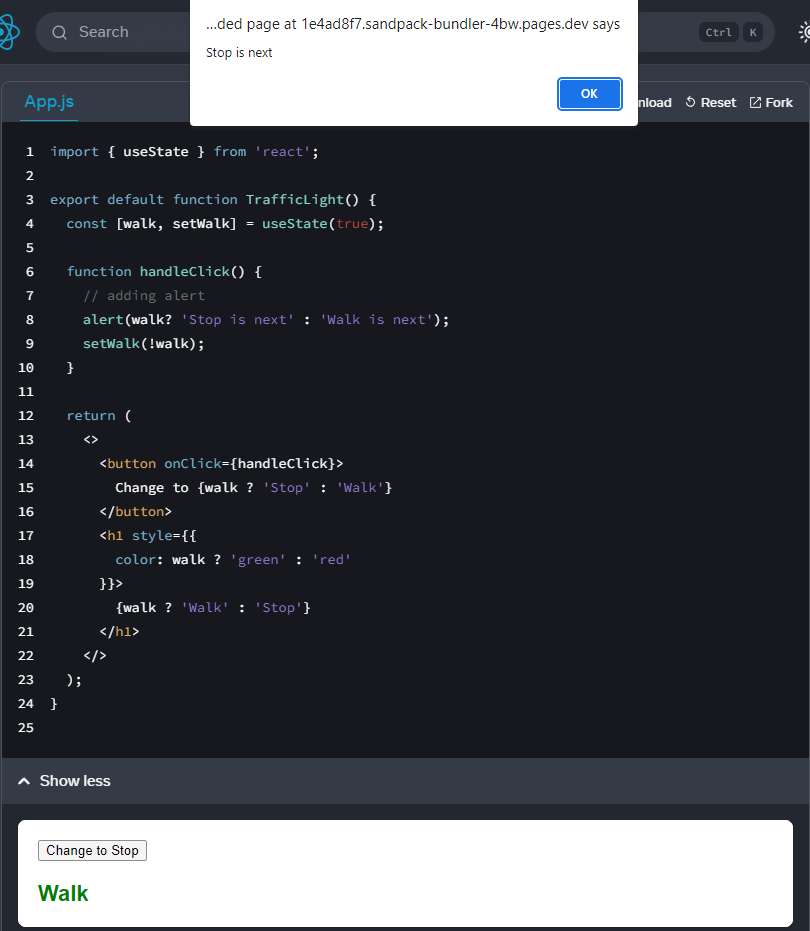 Search
...ded page at 1e4ad8f7.sandpack-bundler-4bw.pages.dev says
Stop is next
OK
Ctrl K
App.js
nload Reset Fork
1 import { useState } from 'react';
2
3 export default function TrafficLight() {
4 const [walk, setWalk] = useState(true);
5
6 function handleClick() {
7 // adding alert
8 alert(walk? 'Stop is next' : 'Walk is next');
9 setWalk(!walk);
10 }
11
12 return (
13 <>
14 <button onClick={handleClick}>
15 Change to {walk ? 'Stop' : 'Walk'}
16 </button>
17 <h1 style={{
18 color: walk ? 'green' : 'red'
19 }}>
20 {walk ? 'Walk' : 'Stop'}
21 </h1>
22 </>
23 );
24 }
25
Show less
Change to Stop
Walk